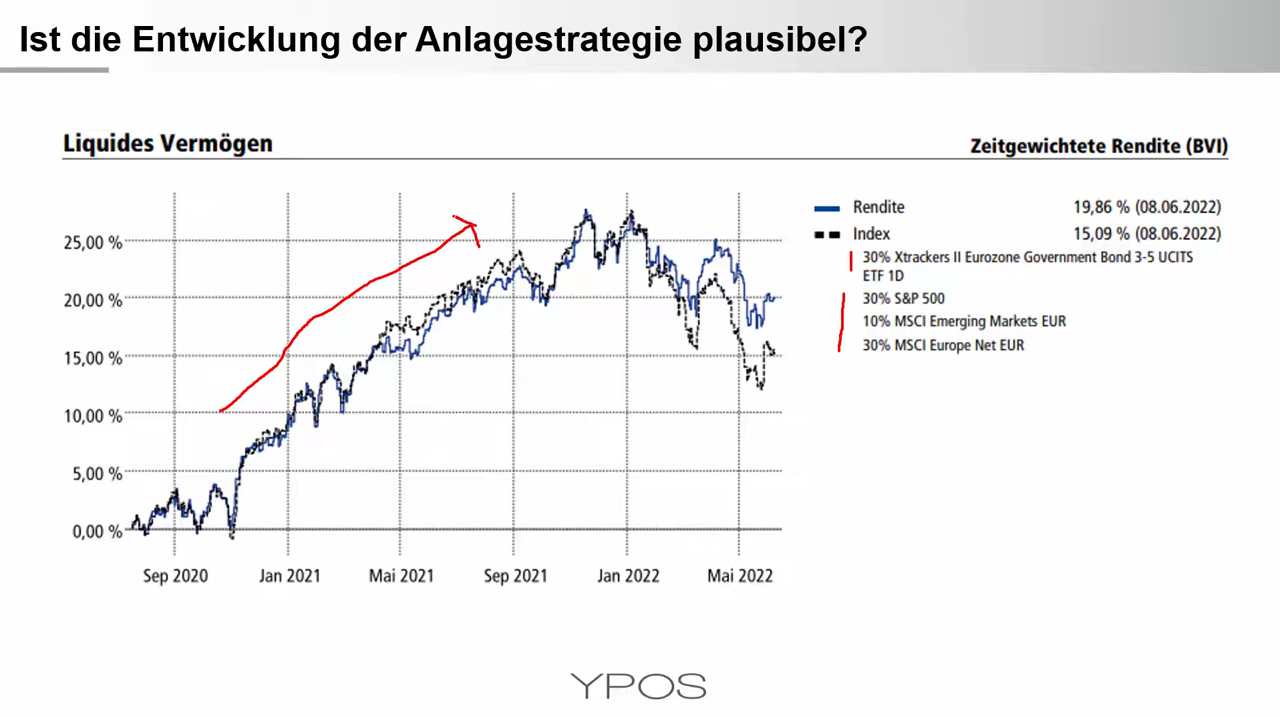 Ist die Entwicklung der Anlagestrategie plausibel?
Liquides Vermögen
Zeitgewichtete Rendite (BVI)
Rendite 19,86 % (08.06.2022)
Index 15,09 % (08.06.2022)
30% Xtrackers II Eurozone Government Bond 3-5 UCITS
ETF 1D
30% S&P 500
10% MSCI Emerging Markets EUR
30% MSCI Europe Net EUR
25,00 %
20,00 %
15,00 %
10,00 %
5,00 %
0,00 %
Sep 2020 Jan 2021 Mai 2021 Sep 2021 Jan 2022 Mai 2022
YPOS